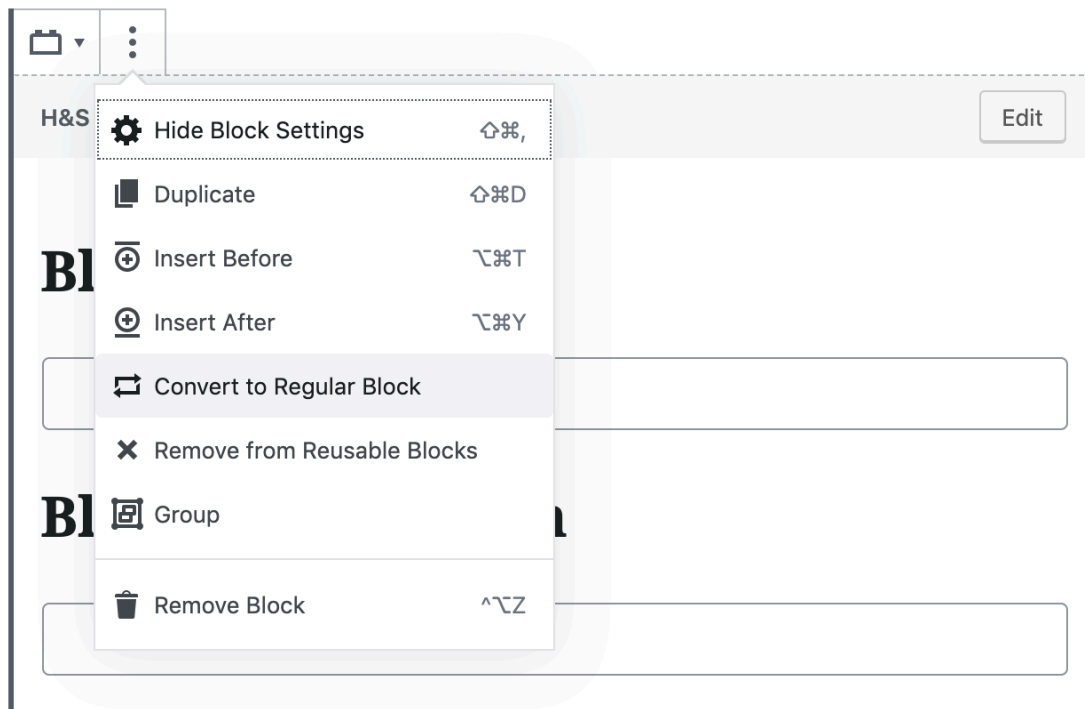 H&S
Edit
Hide Block Settings ⇧⌘,
Duplicate ⇧⌘D
Insert Before ⌥⌘T
Insert After ⌥⌘Y
Convert to Regular Block
Remove from Reusable Blocks
Group
Remove Block ^⌥Z